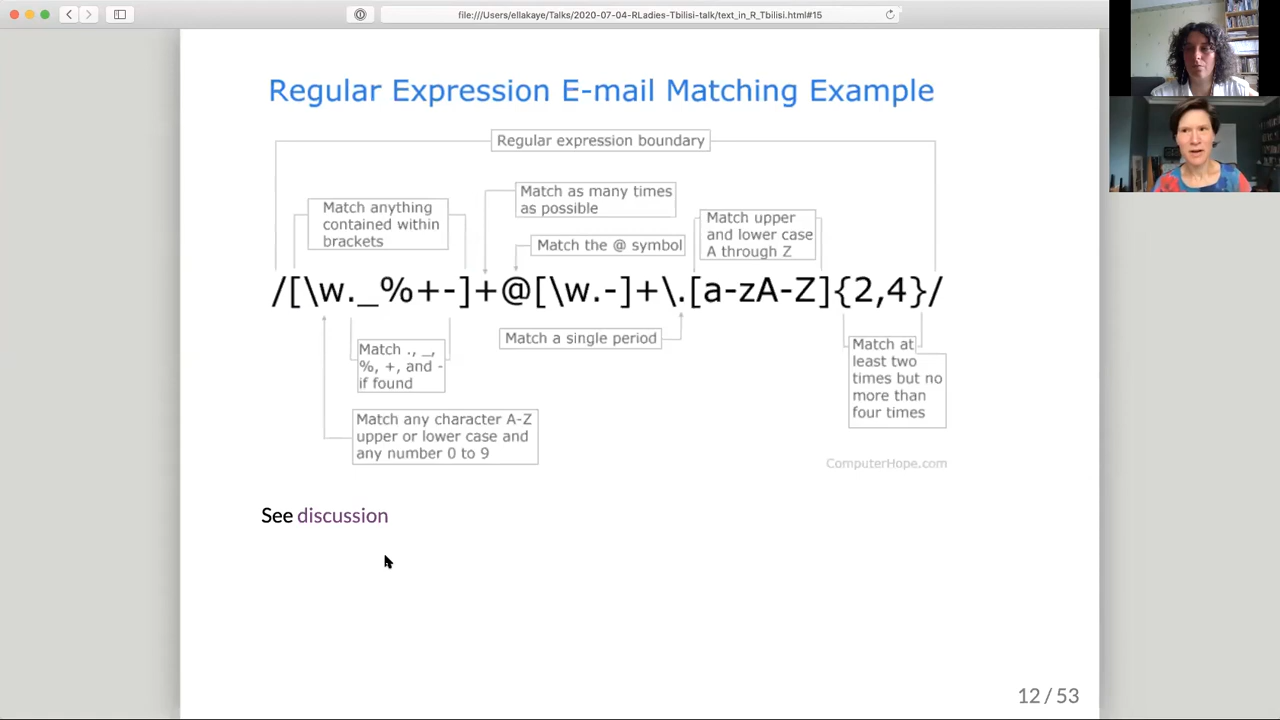 file:///Users/ellakaye/Talks/2020-07-04-RLadies-Tbilisi-talk/text_in_R_Tbilisi.html#15
Regular Expression E-mail Matching Example
Regular expression boundary
Match anything
contained within
brackets
Match as many times
as possible
Match the @ symbol
Match upper
and lower case
A through Z
/[\w._%+-]+@[\w.-]+\.[a-zA-Z]{2,4}/
Match a single period
Match ., _,
%, +, and -
if found
Match any character A-Z
upper or lower case and
any number 0 to 9
Match at
least two
times but no
more than
four times
ComputerHope.com
See discussion
12 / 53